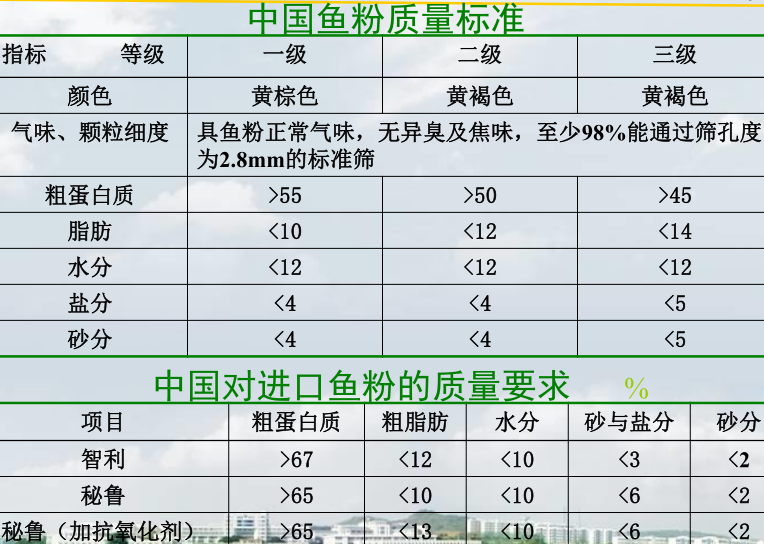 中国鱼粉质量标准
指标 等级 一级 二级 三级
颜色 黄棕色 黄褐色 黄褐色
气味、颗粒细度 具鱼粉正常气味，无异臭及焦味，至少98%能通过筛孔度
为2.8mm的标准筛
粗蛋白质 >55 >50 >45
脂肪 <10 <12 <14
水分 <12 <12 <12
盐分 <4 <4 <5
砂分 <4 <4 <5
中国对进口鱼粉的质量要求 %
项目 粗蛋白质 粗脂肪 水分 砂与盐分 砂分
智利 >67 <12 <10 <3 <2
秘鲁 >65 <10 <10 <6 <2
秘鲁（加抗氧化剂） >65 <13 <10 <6 <2